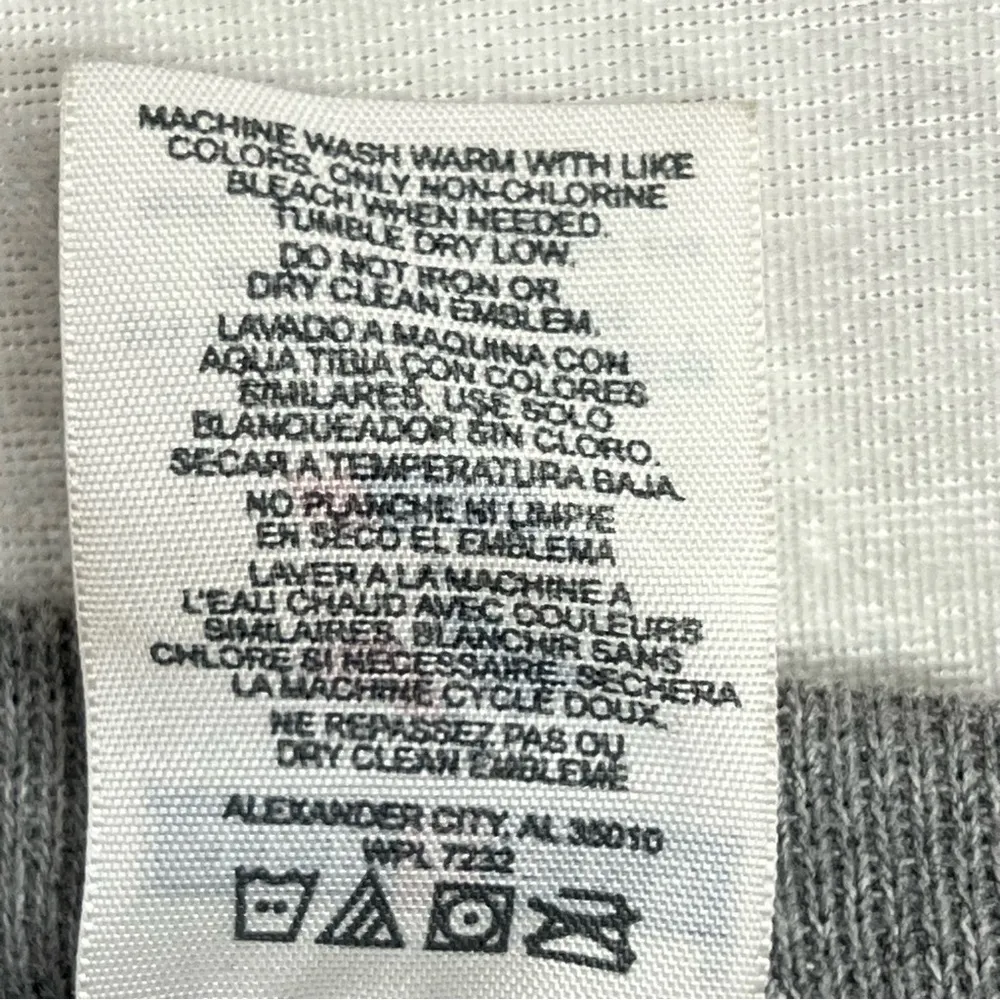 MACHINE WASH WARM WITH LIKE
COLORS. ONLY NON-CHLORINE
BLEACH WHEN NEEDED.
TUMBLE DRY LOW.
DO NOT IRON OR
DRY CLEAN EMBLEM.
LAVADO A MAQUINA CON
AGUA TIBIA CON COLORES
SIMILARES. USE SOLO
BLANQUEADOR SIN CLORO.
SECAR A TEMPERATURA BAJA.
NO PLANCHE NI LIMPIE
EN SECO EL EMBLEMA
LAVER A LA MACHINE A
L'EAU CHAUD AVEC COULEURS
SIMILAIRES. BLANCHIR SANS
CHLORE SI NECESSAIRE. SECHERA
LA MACHINE CYCLE DOUX.
NE REPASSEZ PAS OU
DRY CLEAN EMBLEME
ALEXANDER CITY, AL 35010
WPL 7232